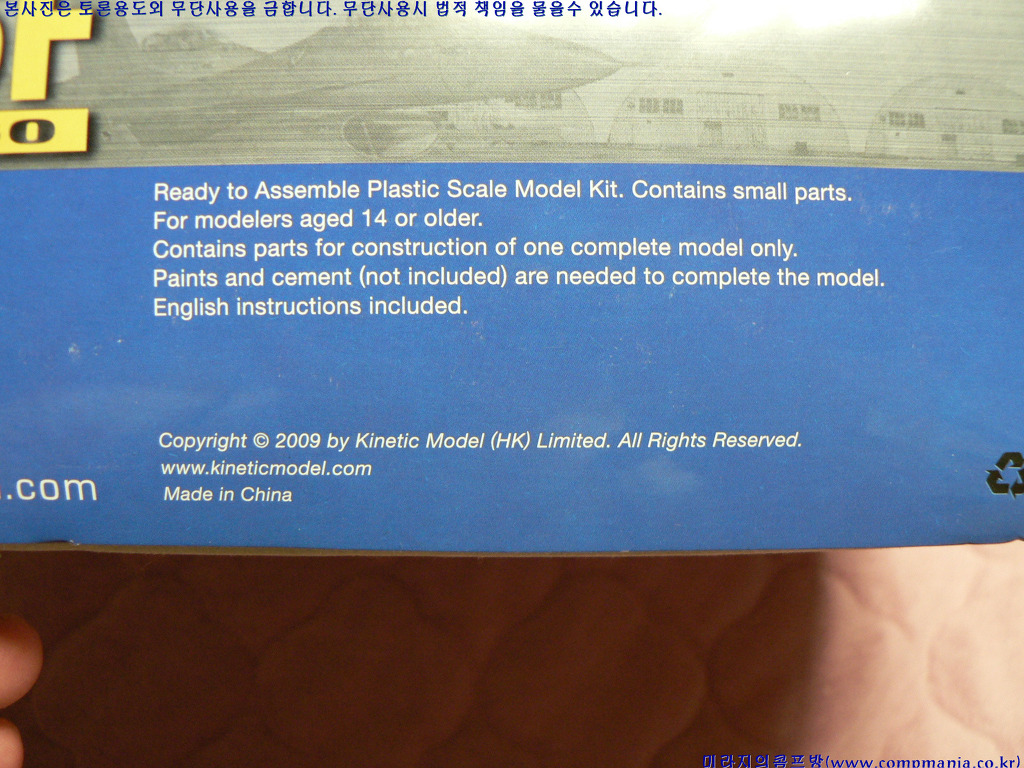 본사진은 토론용도외 무단사용을 금합니다. 무단사용시 법적 책임을 물을수 있습니다.
Ready to Assemble Plastic Scale Model Kit. Contains small parts.
For modelers aged 14 or older.
Contains parts for construction of one complete model only.
Paints and cement (not included) are needed to complete the model.
English instructions included.
Copyright © 2009 by Kinetic Model (HK) Limited. All Rights Reserved.
www.kineticmodel.com
.com
Made in China
미라지의콤프방(www.compmania.co.kr)